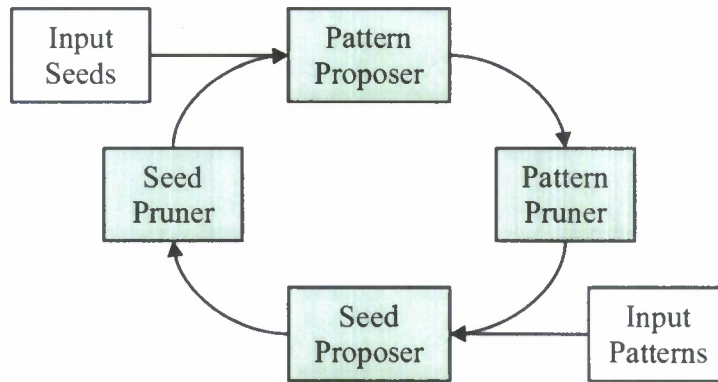 Input
Seeds
Pattern
Proposer
Seed
Pruner
Pattern
Pruner
Seed
Proposer
Input
Patterns